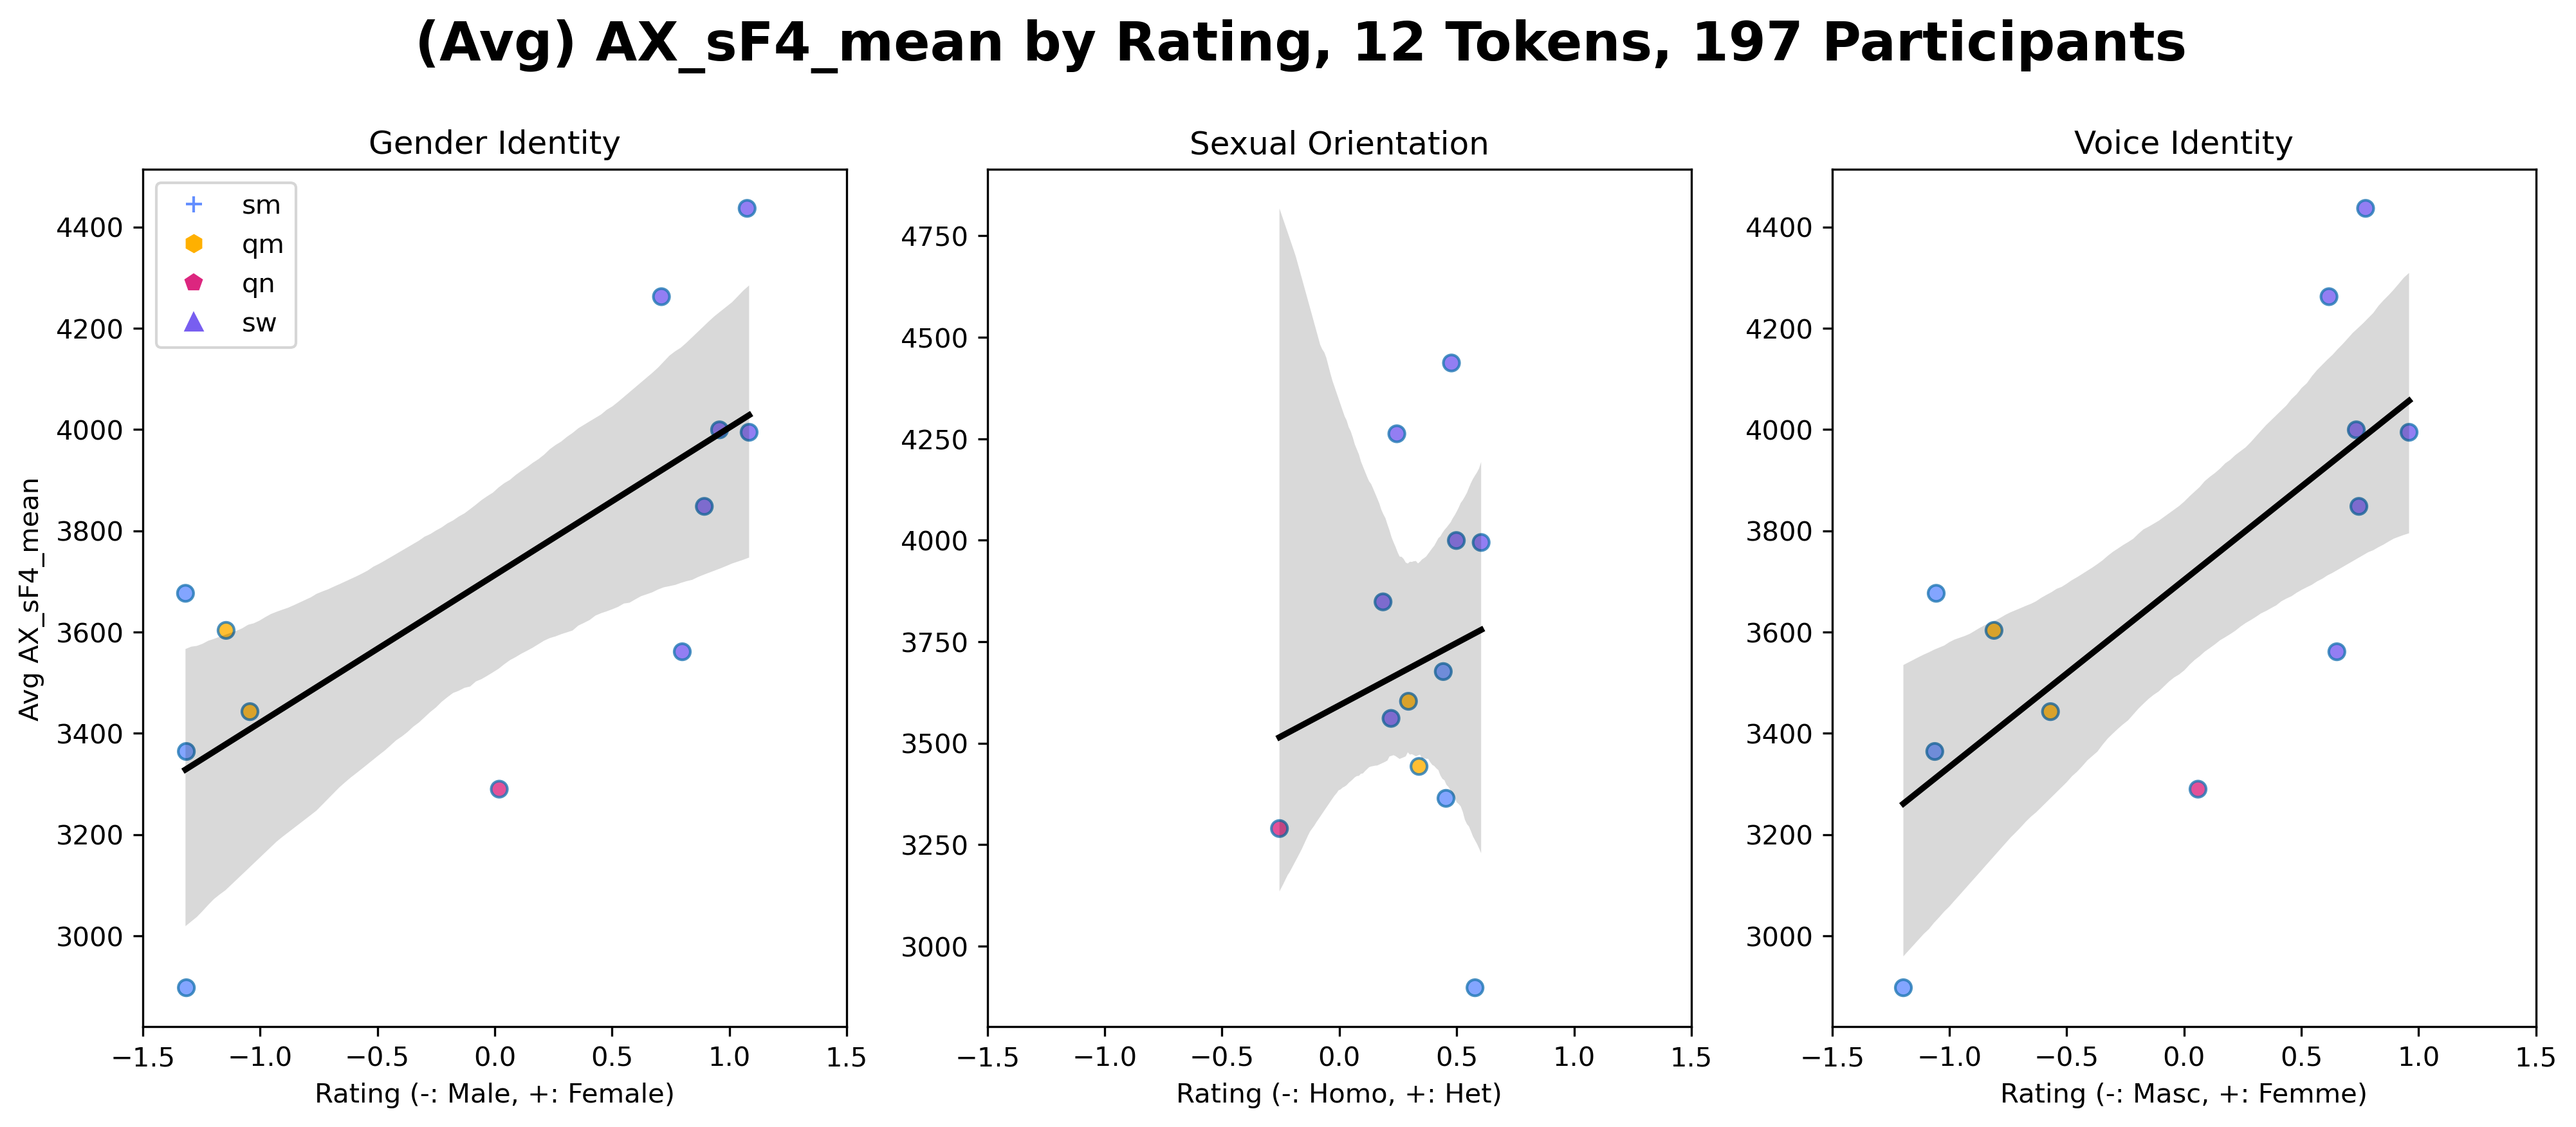 (Avg) AX_sF4_mean by Rating, 12 Tokens, 197 Participants
Gender Identity
sm
qm
qn
sw
4400
4200
4000
3800
3600
3400
3200
3000
Avg AX_sF4_mean
−1.5 −1.0 −0.5 0.0 0.5 1.0 1.5
Rating (-: Male, +: Female)
Sexual Orientation
4750
4500
4250
4000
3750
3500
3250
3000
−1.5 −1.0 −0.5 0.0 0.5 1.0 1.5
Rating (-: Homo, +: Het)
Voice Identity
4400
4200
4000
3800
3600
3400
3200
3000
−1.5 −1.0 −0.5 0.0 0.5 1.0 1.5
Rating (-: Masc, +: Femme)